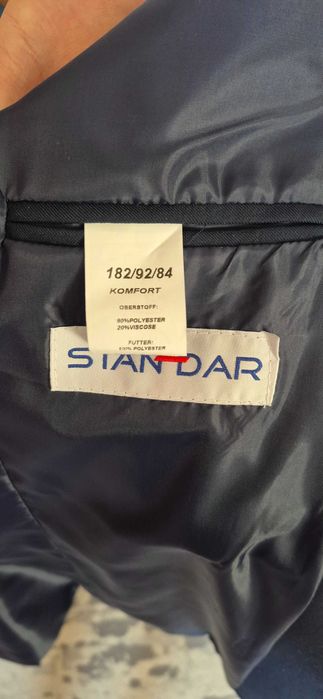 182/92/84
KOMFORT
OBERSTOFF:
80%POLYESTER
20%VISCOSE
FUTTER:
100% POLYESTER
STANDAR